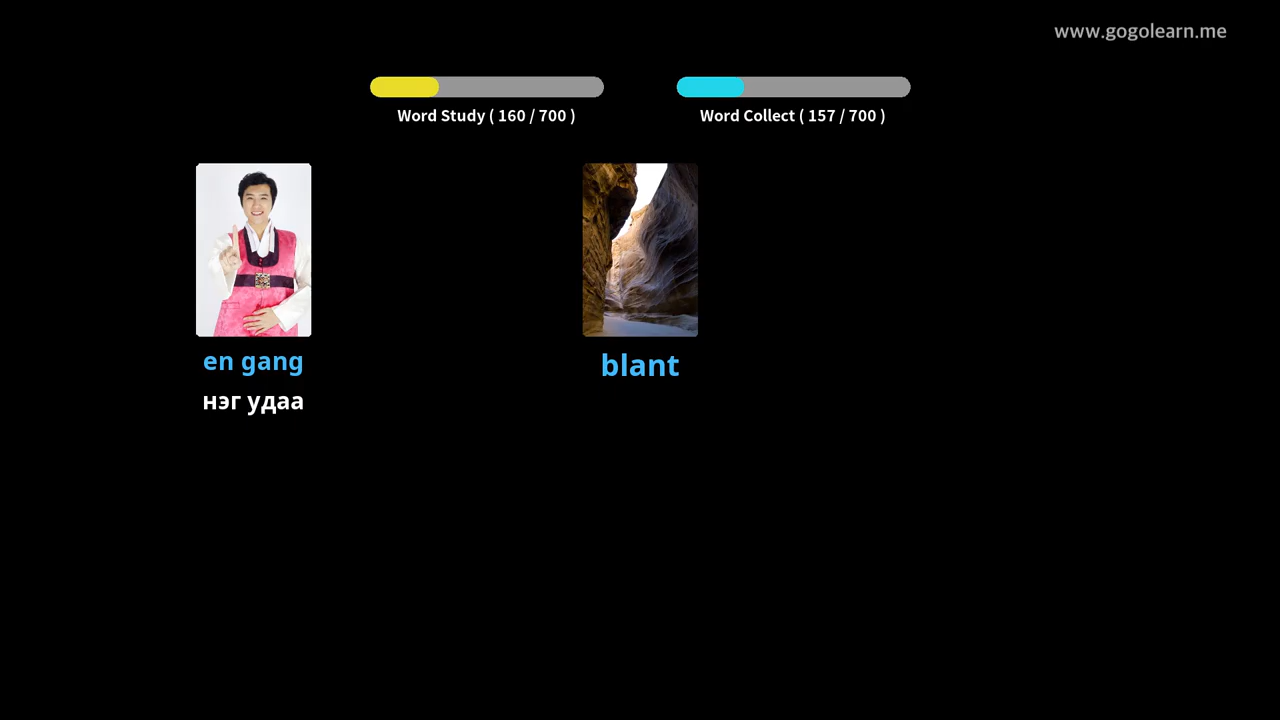 www.gogolearn.me
Word Study ( 160 / 700 )
Word Collect ( 157 / 700 )
en gang
нэг удаа
blant